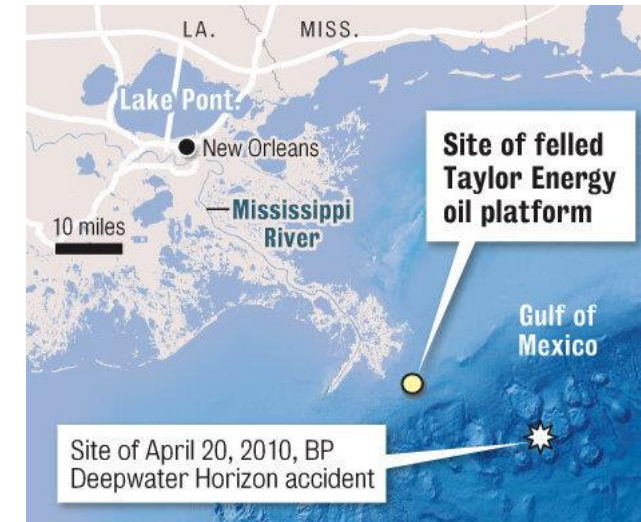 LA.
MISS.
Lake Pont.
New Orleans
Site of felled
Taylor Energy
oil platform
10 miles
Mississippi
River
Gulf of
Mexico
Site of April 20, 2010, BP
Deepwater Horizon accident